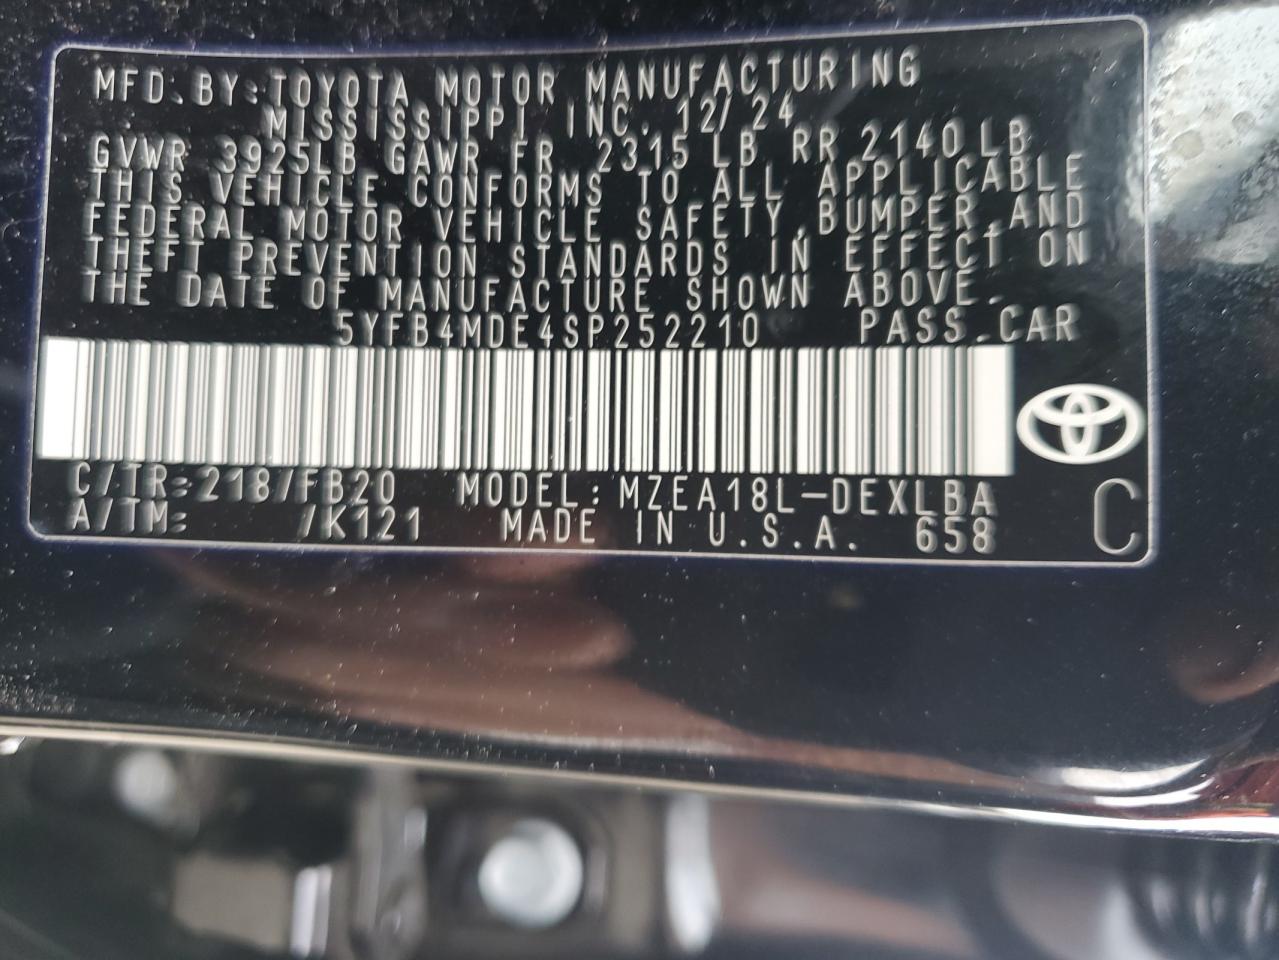 MFD. BY: TOYOTA MOTOR MANUFACTURING
MISSISSIPPI INC. 12/24
GVWR 3925LB GAWR FR 2315 LB RR 2140 LB
THIS VEHICLE CONFORMS TO ALL APPLICABLE
FEDERAL MOTOR VEHICLE SAFETY, BUMPER, AND
THEFT PREVENTION STANDARDS IN EFFECT ON
THE DATE OF MANUFACTURE SHOWN ABOVE.
5YFB4MDE4SP252210 PASS. CAR
C/TR: 218/FB20 MODEL: MZEA18L-DEXLBA
A/TM: /K121 MADE IN U.S.A. 658 C